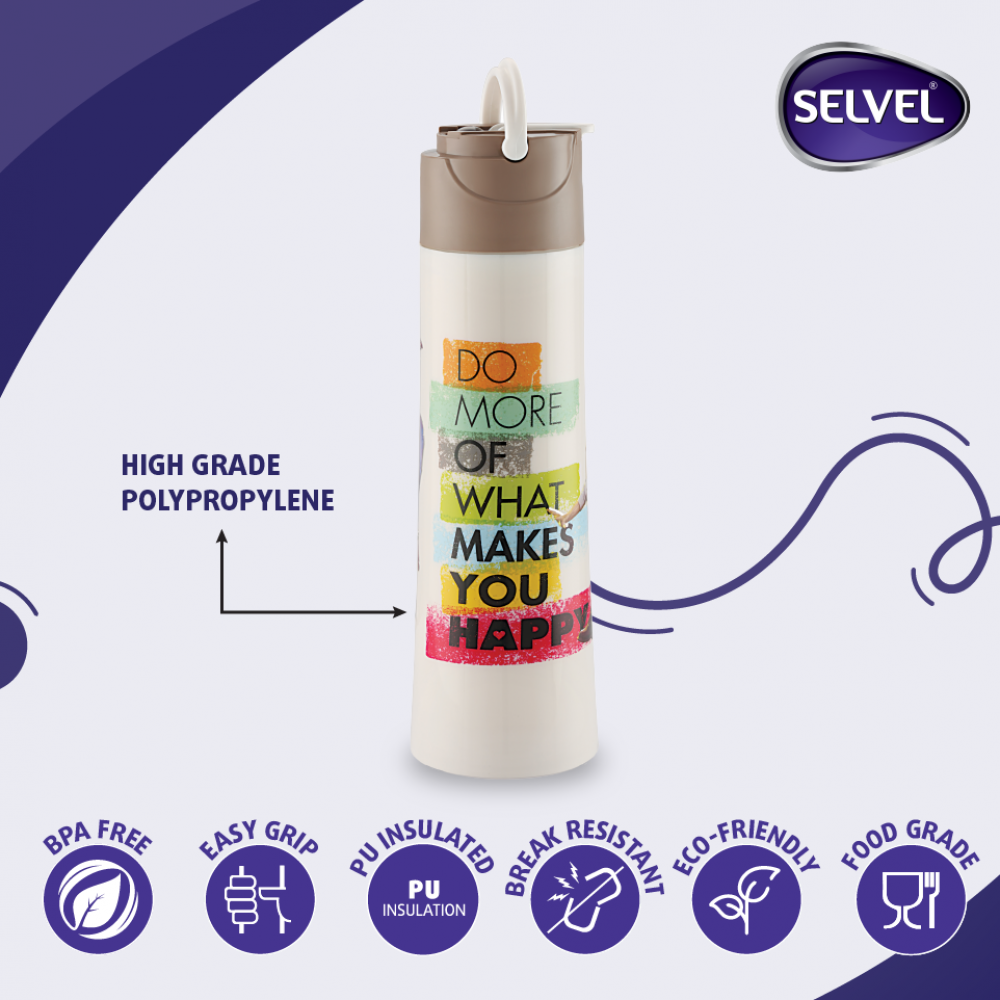 SELVEL®
DO
MORE
OF
WHAT
MAKES
YOU
HAPPY
HIGH GRADE
POLYPROPYLENE
BPA FREE
EASY GRIP
PU INSULATED
PU
INSULATION
BREAK RESISTANT
ECO-FRIENDLY
FOOD GRADE